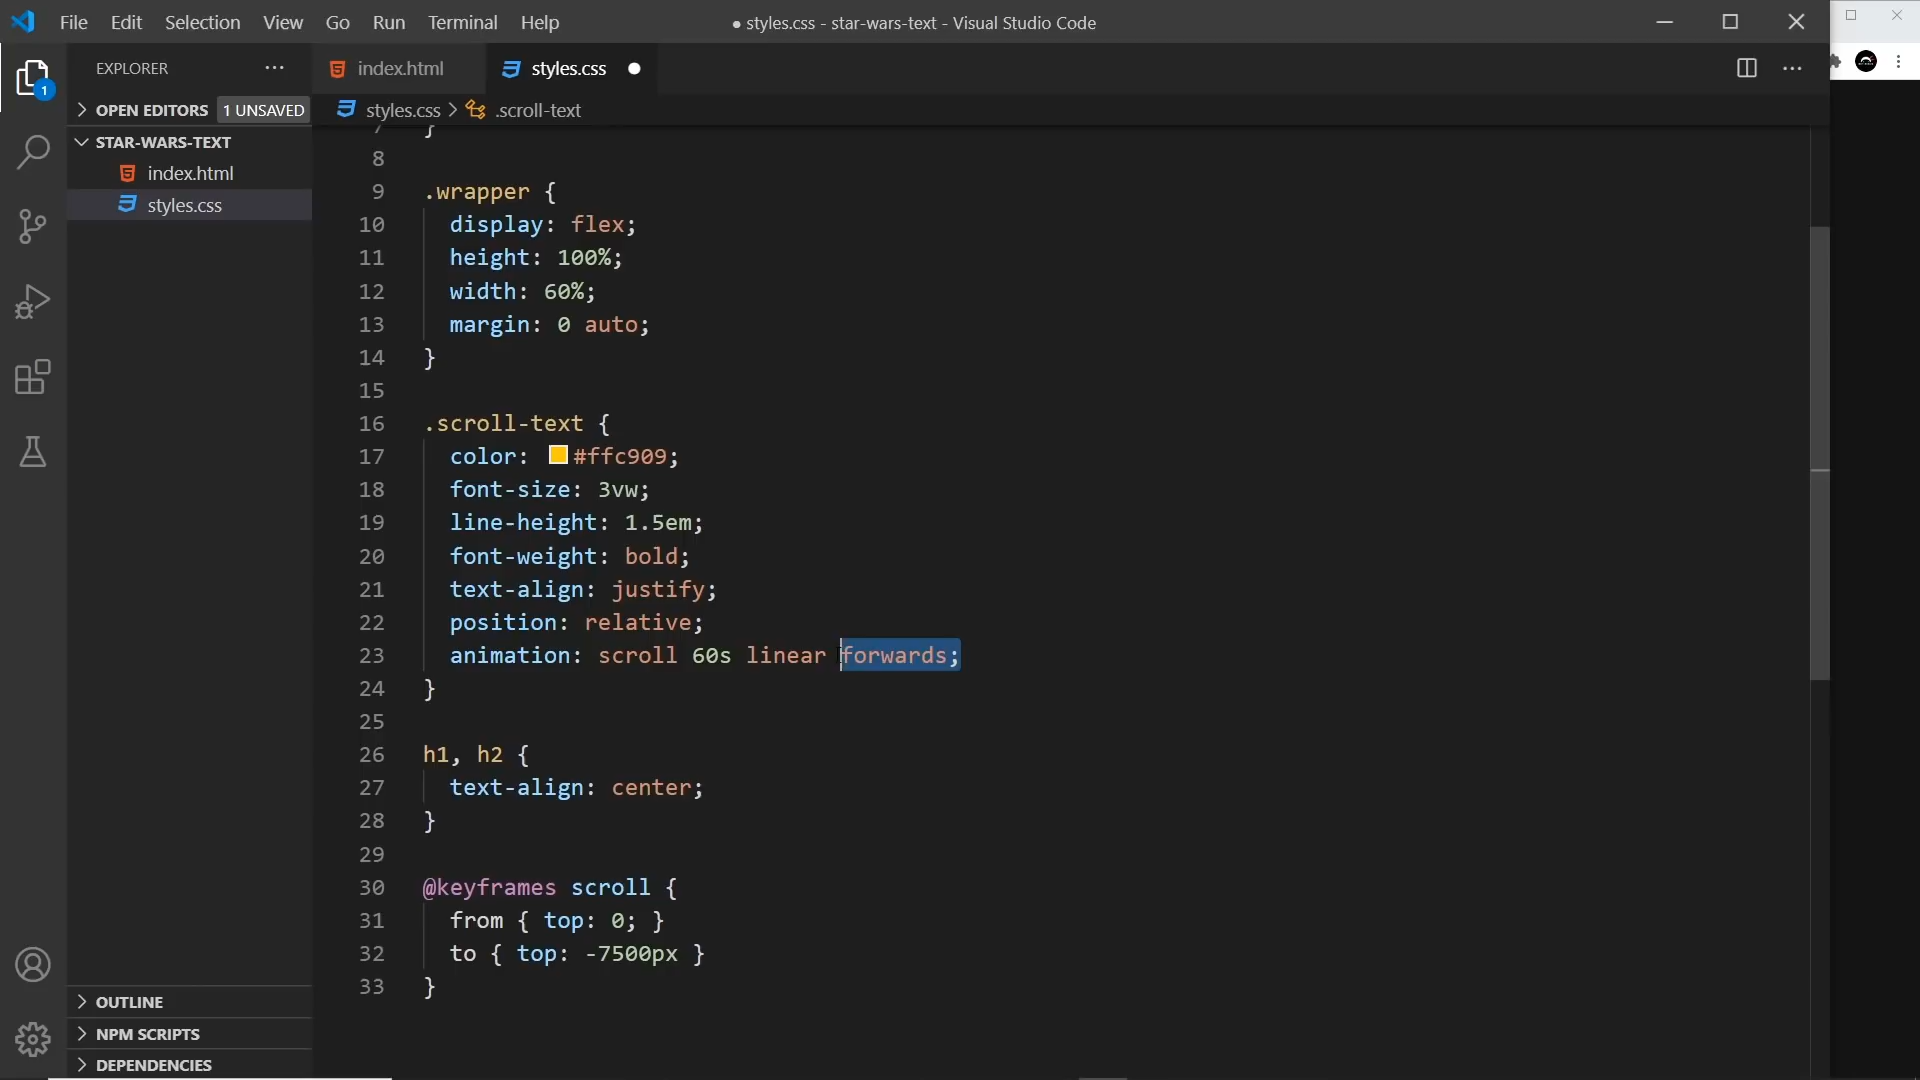 File Edit Selection View Go Run Terminal Help
● styles.css - star-wars-text - Visual Studio Code
EXPLORER
index.html
styles.css
1
OPEN EDITORS 1 UNSAVED
styles.css > .scroll-text
STAR-WARS-TEXT
index.html
styles.css
7 }
8
9 .wrapper {
10 display: flex;
11 height: 100%;
12 width: 60%;
13 margin: 0 auto;
14 }
15
16 .scroll-text {
17 color: #ffc909;
18 font-size: 3vw;
19 line-height: 1.5em;
20 font-weight: bold;
21 text-align: justify;
22 position: relative;
23 animation: scroll 60s linear forwards;
24 }
25
26 h1, h2 {
27 text-align: center;
28 }
29
30 @keyframes scroll {
31 from { top: 0; }
32 to { top: -7500px }
33 }
OUTLINE
NPM SCRIPTS
DEPENDENCIES